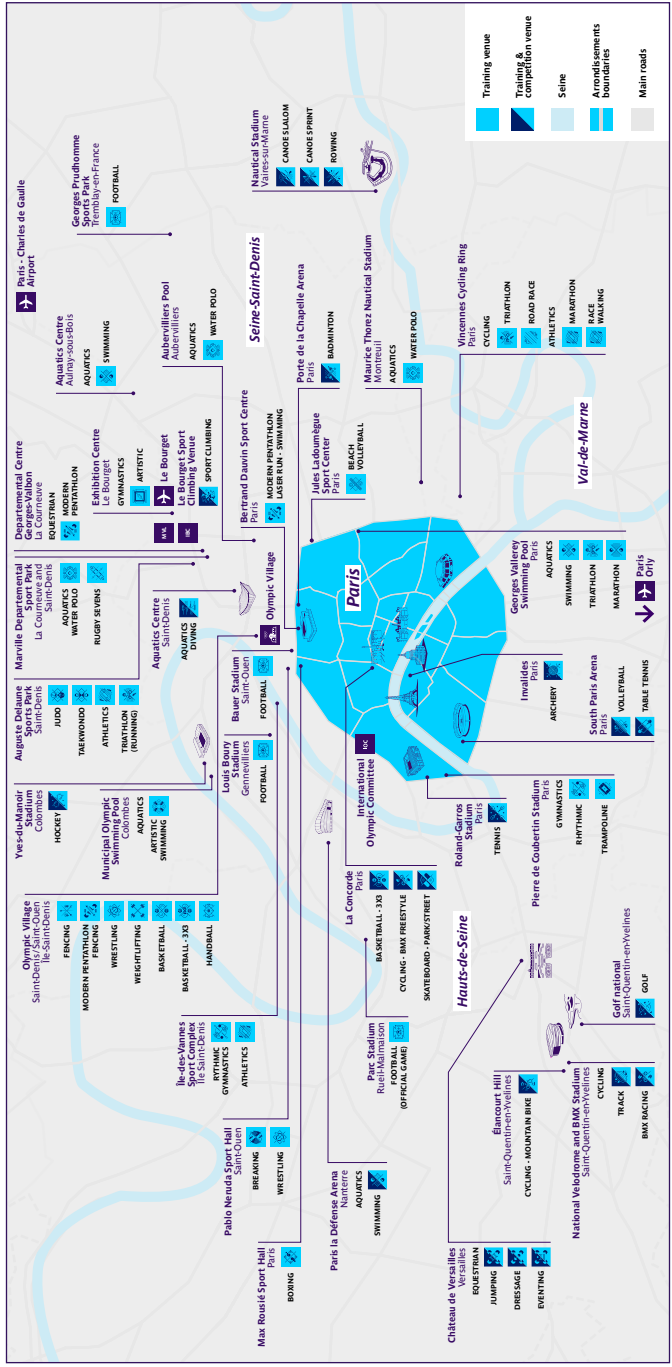 Olympic Village
Saint-Denis/Saint-Ouen
Île-Saint-Denis
FENCING
MODERN PENTATHLON
FENCING
WRESTLING
WEIGHTLIFTING
BASKETBALL
BASKETBALL - 3X3
HANDBALL
Yves-du-Manoir
Stadium
Colombes
HOCKEY
Municipal Olympic
Swimming Pool
Colombes
AQUATICS
ARTISTIC
SWIMMING
Auguste Delaune
Sports Park
Saint-Denis
JUDO
TAEKWONDO
ATHLETICS
TRIATHLON
(RUNNING)
Marville Departemental
Sport Park
La Courneuve and
Saint-Denis
AQUATICS
WATER POLO
RUGBY SEVENS
Departemental Centre
Georges-Valbon
La Courneuve
EQUESTRIAN
MODERN
PENTATHLON
Exhibition Centre
Le Bourget
GYMNASTICS
ARTISTIC
Le Bourget
Le Bourget Sport
Climbing Venue
SPORT CLIMBING
MVL
IBC
Aquatics Centre
Aulnay-sous-Bois
AQUATICS
SWIMMING
Paris - Charles de Gaulle
Airport
Georges Prudhomme
Sports Park
Tremblay-en-France
FOOTBALL
Aubervilliers Pool
Aubervilliers
AQUATICS
WATER POLO
Aquatics Centre
Saint-Denis
AQUATICS
DIVING
Olympic Village
Île-des-Vannes
Sport Complex
Île Saint-Denis
RYTHMIC
GYMNASTICS
ATHLETICS
Louis Boury
Stadium
Gennevilliers
FOOTBALL
Bauer Stadium
Saint-Ouen
FOOTBALL
Bertrand Dauvin Sport Centre
Paris
MODERN PENTATHLON
LASER RUN - SWIMMING
Seine-Saint-Denis
Nautical Stadium
Vaires-sur-Marne
CANOE SLALOM
CANOE SPRINT
ROWING
Pablo Neruda Sport Hall
Saint-Ouen
BREAKING
WRESTLING
Max Rousié Sport Hall
Paris
BOXING
Porte de la Chapelle Arena
Paris
BADMINTON
Jules Ladoumègue
Sport Center
Paris
BEACH
VOLLEYBALL
Maurice Thorez Nautical Stadium
Montreuil
AQUATICS
WATER POLO
Paris la Défense Arena
Nanterre
AQUATICS
SWIMMING
Parc Stadium
Rueil-Malmaison
FOOTBALL
(OFFICIAL GAME)
La Concorde
Paris
BASKETBALL - 3X3
CYCLING - BMX FREESTYLE
SKATEBOARD - PARK/STREET
IOC
International
Olympic Committee
Paris
Vincennes Cycling Ring
Paris
CYCLING
TRIATHLON
ROAD RACE
ATHLETICS
MARATHON
RACE
WALKING
Roland-Garros
Stadium
Paris
TENNIS
Invalides
Paris
ARCHERY
Georges Vallerey
Swimming Pool
Paris
AQUATICS
SWIMMING
TRIATHLON
MARATHON
Val-de-Marne
Château de Versailles
Versailles
EQUESTRIAN
JUMPING
DRESSAGE
EVENTING
Hauts-de-Seine
Élancourt Hill
Saint-Quentin-en-Yvelines
CYCLING - MOUNTAIN BIKE
Pierre de Coubertin Stadium
Paris
GYMNASTICS
RHYTHMIC
TRAMPOLINE
South Paris Arena
Paris
VOLLEYBALL
TABLE TENNIS
Paris
Orly
National Velodrome and BMX Stadium
Saint-Quentin-en-Yvelines
CYCLING
TRACK
BMX RACING
Golf national
Saint-Quentin-en-Yvelines
GOLF
Training venue
Training &
competition venue
Seine
Arrondissements
boundaries
Main roads